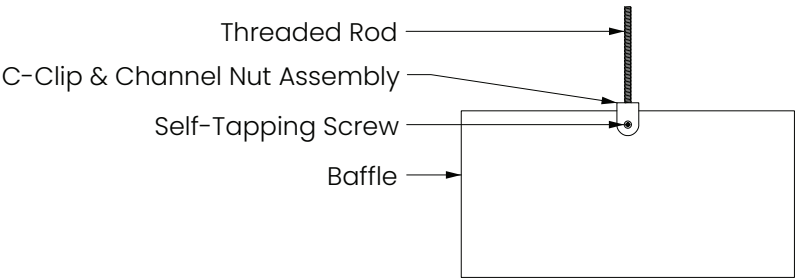 Threaded Rod
C-Clip & Channel Nut Assembly
Self-Tapping Screw
Baffle